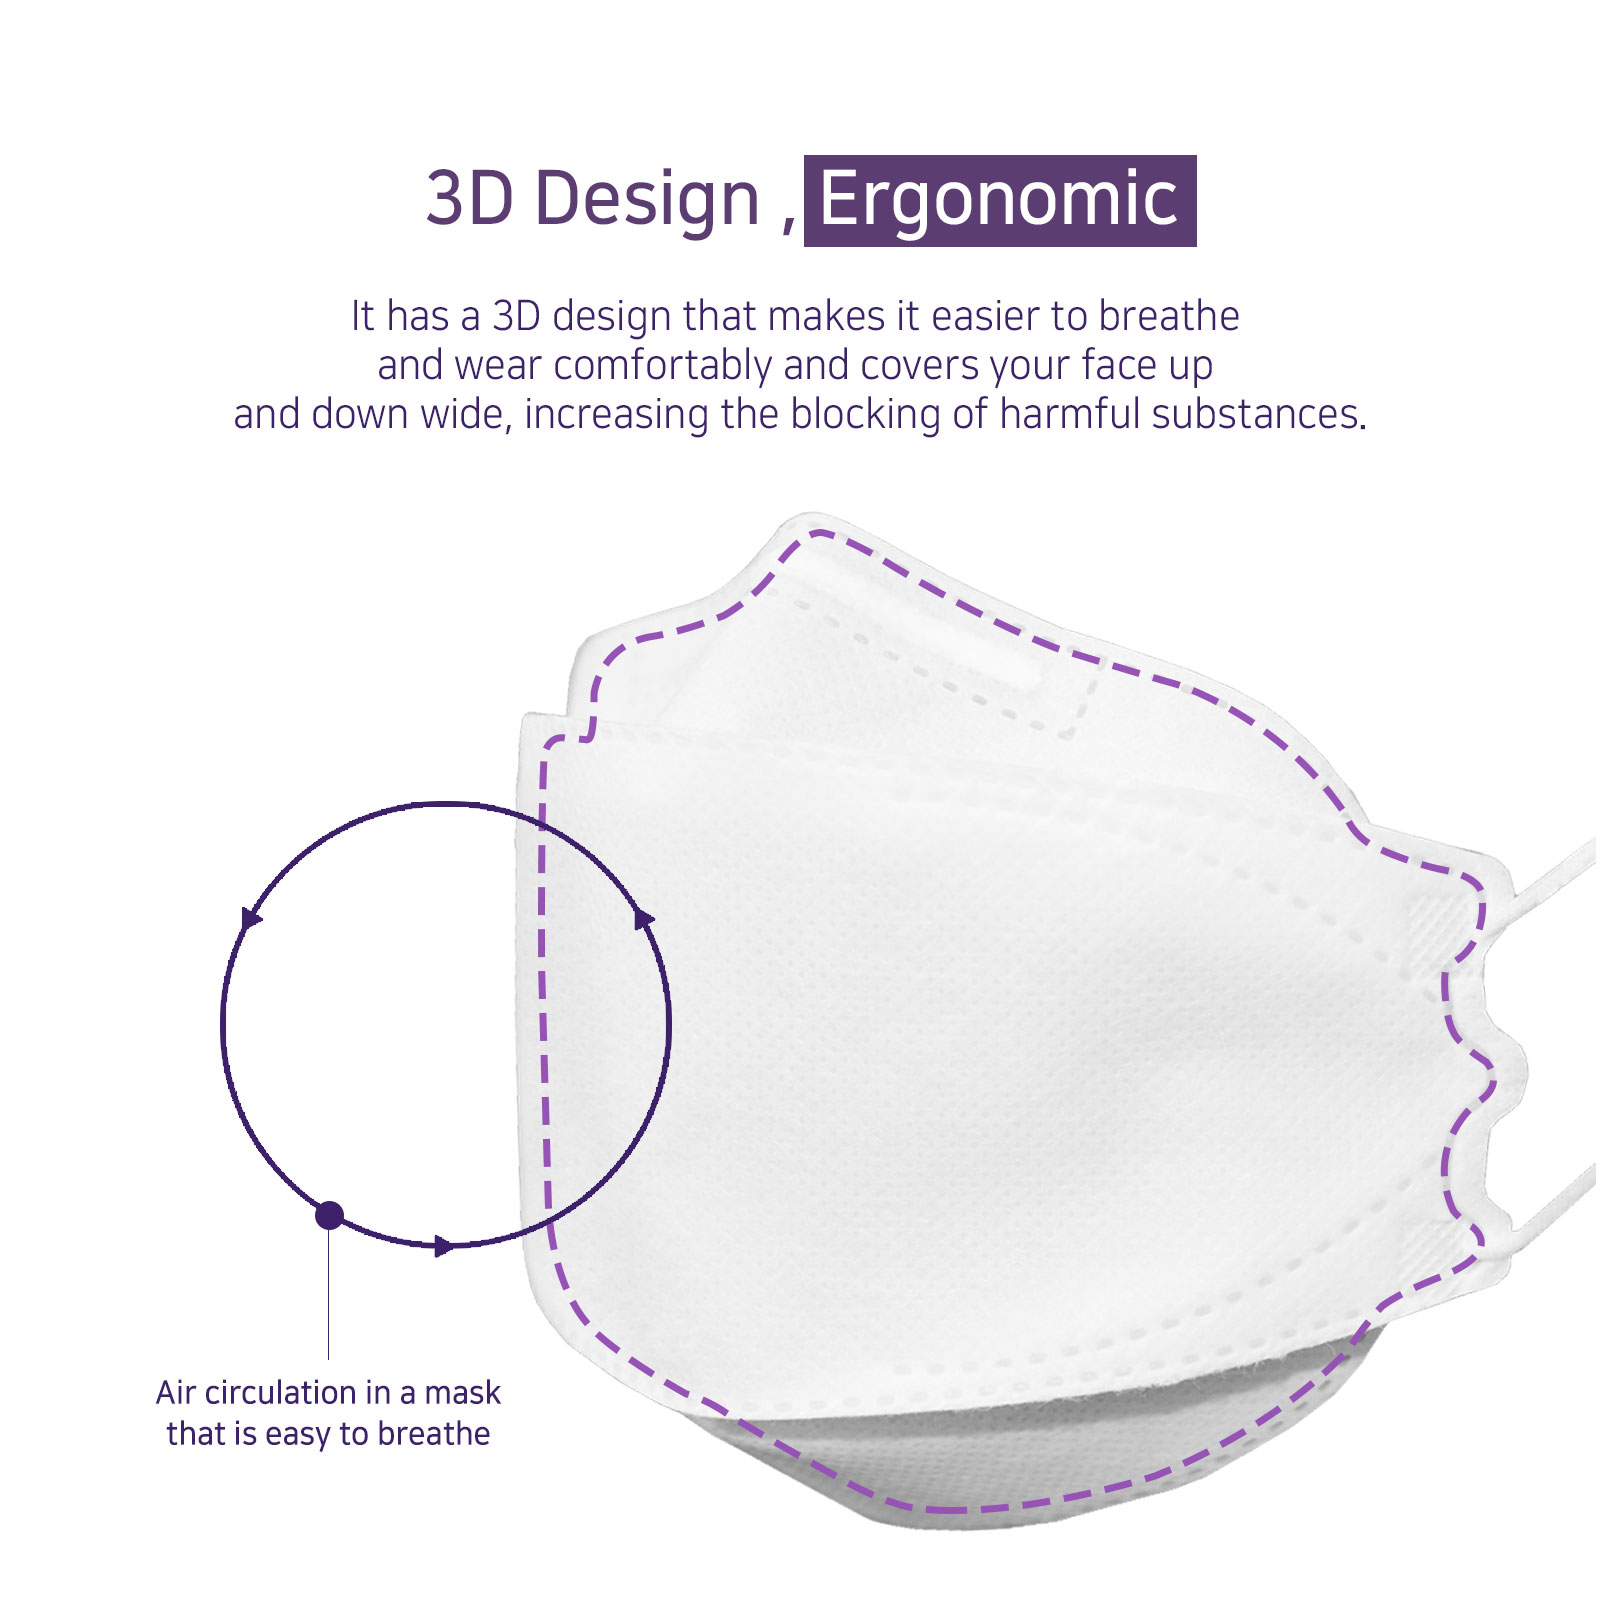 3D Design , Ergonomic
It has a 3D design that makes it easier to breathe
and wear comfortably and covers your face up
and down wide, increasing the blocking of harmful substances.
Air circulation in a mask
that is easy to breathe